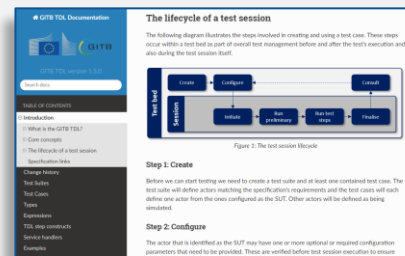 GITB TDL Documentation
GITB
GITB TDL version 1.5.0
Search docs
TABLE OF CONTENTS
Introduction
What is the GITB TDL?
Core concepts
The lifecycle of a test session
Specification links
Change history
Test Suites
Test Cases
Types
Expressions
TDL step constructs
Service handlers
Examples
The lifecycle of a test session
The following diagram illustrates the steps involved in creating and using a test case. These steps
occur within a test bed as part of overall test management before and after the test's execution and
also during the test session itself.
Test bed
Create
Configure
Consult
Session
Initiate
Run
preliminary
Run test
steps
Finalise
Figure 1: The test session lifecycle
Step 1: Create
Before we can start testing we need to create a test suite and at least one contained test case. The
test suite will define actors matching the specification's requirements and the test cases will each
define one actor from the ones configured as the SUT. Other actors will be defined as being
simulated.
Step 2: Configure
The actor that is identified as the SUT may have one or more optional or required configuration
parameters that need to be provided. These are verified before test session execution to ensure